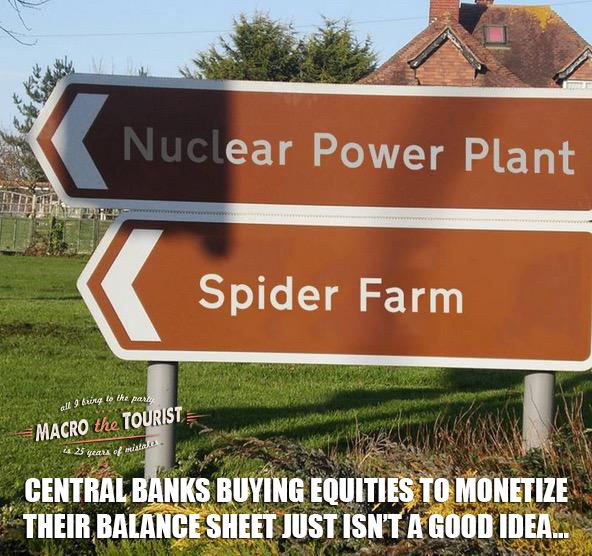 Nuclear Power Plant
Spider Farm
all I bring to the party
MACRO the TOURIST
is 25 years of mistakes
CENTRAL BANKS BUYING EQUITIES TO MONETIZE
THEIR BALANCE SHEET JUST ISN'T A GOOD IDEA...